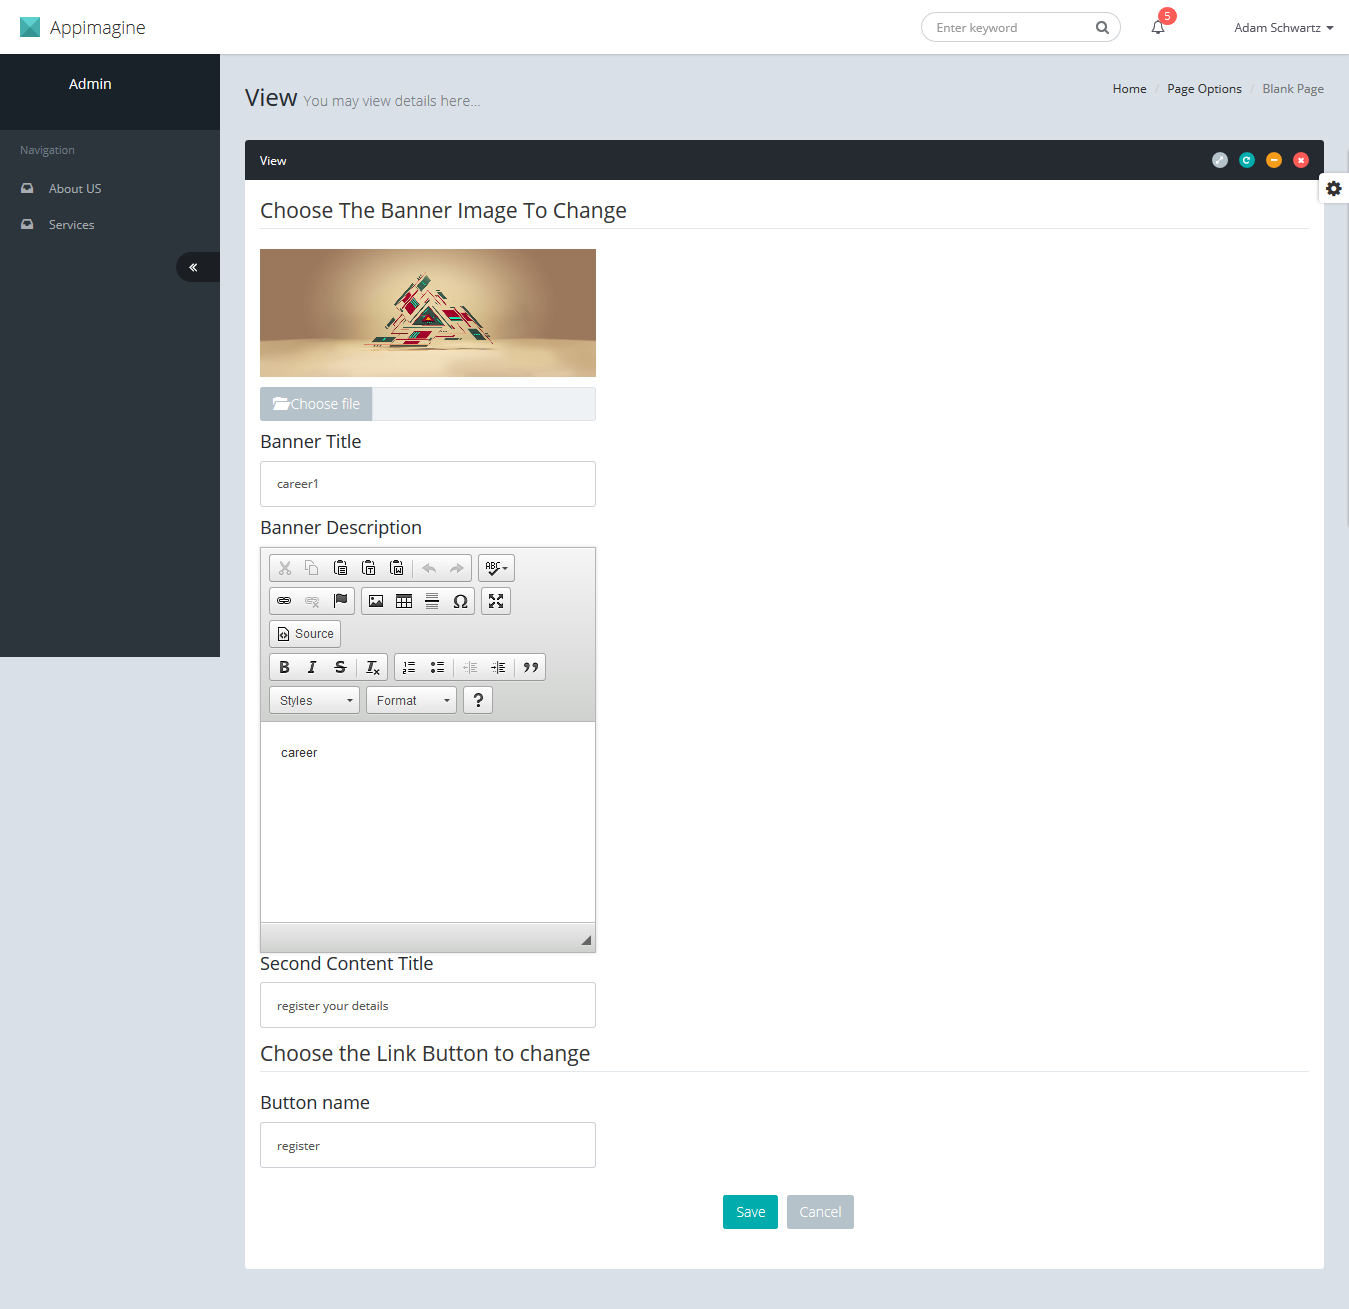 Appimagine
Enter keyword
5
Adam Schwartz
Admin
Navigation
About US
Services
View You may view details here...
Home / Page Options / Blank Page
View
Choose The Banner Image To Change
Choose file
Banner Title
career1
Banner Description
ABC
Ω
Source
B I S Tx
Styles Format ?
career
Second Content Title
register your details
Choose the Link Button to change
Button name
register
Save Cancel